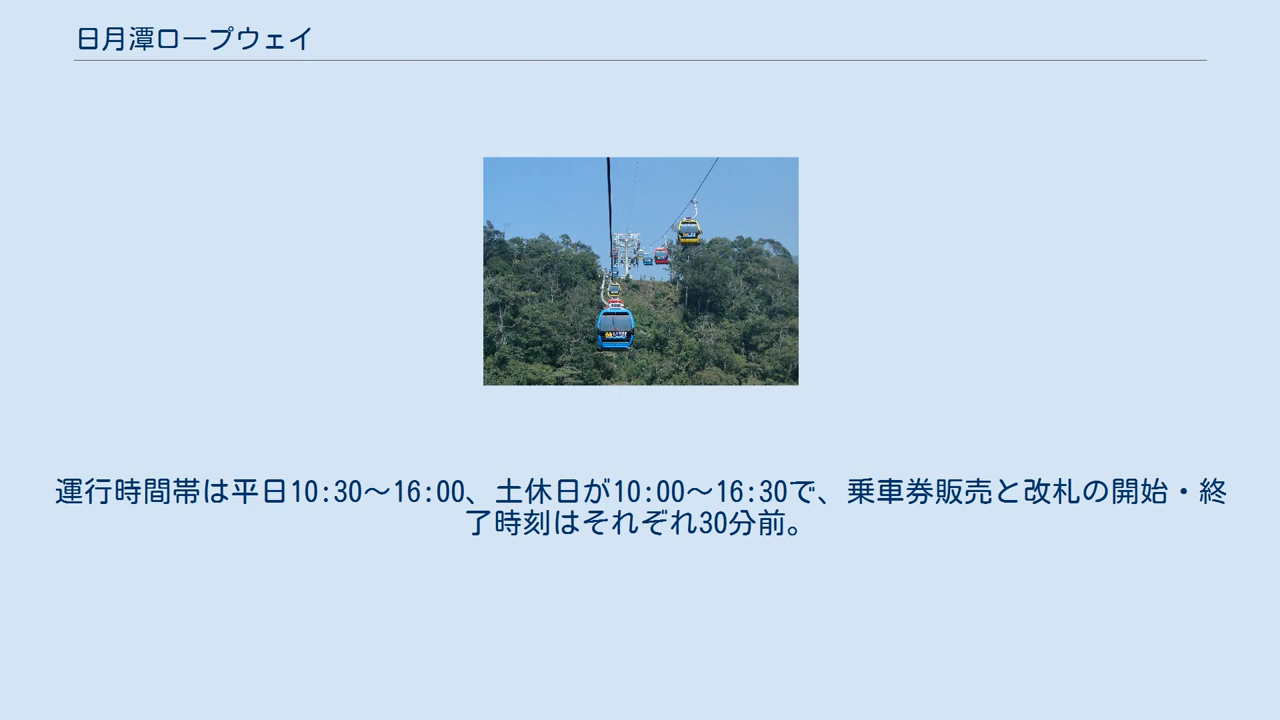 日月潭ロープウェイ
運行時間帯は平日10:30～16:00、土休日が10:00～16:30で、乗車券販売と改札の開始・終
了時刻はそれぞれ30分前。